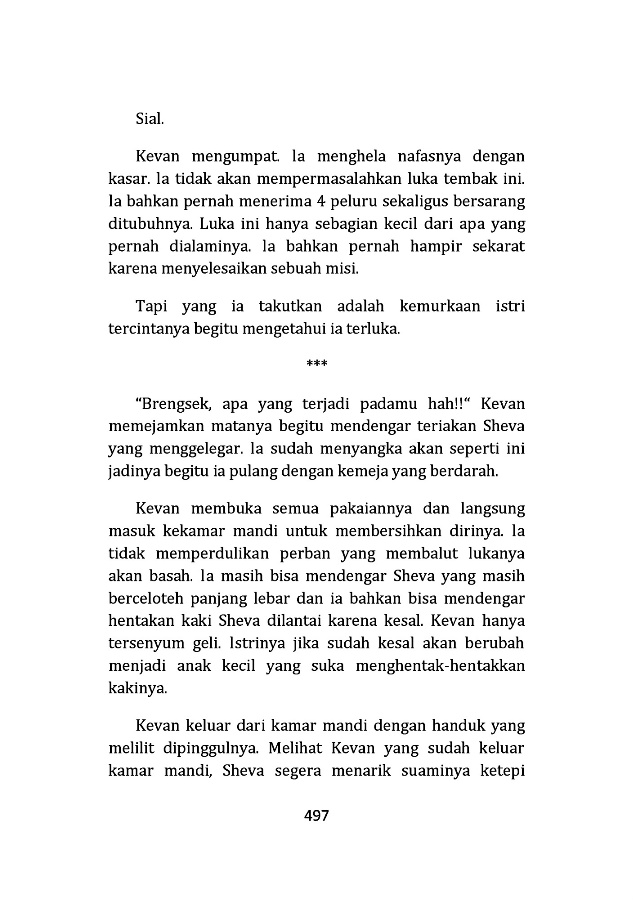 Sial.
Kevan mengumpat. Ia menghela nafasnya dengan
kasar. Ia tidak akan mempermasalahkan luka tembak ini.
Ia bahkan pernah menerima 4 peluru sekaligus bersarang
ditubuhnya. Luka ini hanya sebagian kecil dari apa yang
pernah dialaminya. Ia bahkan pernah hampir sekarat
karena menyelesaikan sebuah misi.
Tapi yang ia takutkan adalah kemurkaan istri
tercintanya begitu mengetahui ia terluka.
***
“Brengsek, apa yang terjadi padamu hah!!“ Kevan
memejamkan matanya begitu mendengar teriakan Sheva
yang menggelegar. Ia sudah menyangka akan seperti ini
jadinya begitu ia pulang dengan kemeja yang berdarah.
Kevan membuka semua pakaiannya dan langsung
masuk kekamar mandi untuk membersihkan dirinya. Ia
tidak memperdulikan perban yang membalut lukanya
akan basah. Ia masih bisa mendengar Sheva yang masih
berceloteh panjang lebar dan ia bahkan bisa mendengar
hentakan kaki Sheva dilantai karena kesal. Kevan hanya
tersenyum geli. Istrinya jika sudah kesal akan berubah
menjadi anak kecil yang suka menghentak-hentakkan
kakinya.
Kevan keluar dari kamar mandi dengan handuk yang
melilit dipinggulnya. Melihat Kevan yang sudah keluar
kamar mandi, Sheva segera menarik suaminya ketepi
497